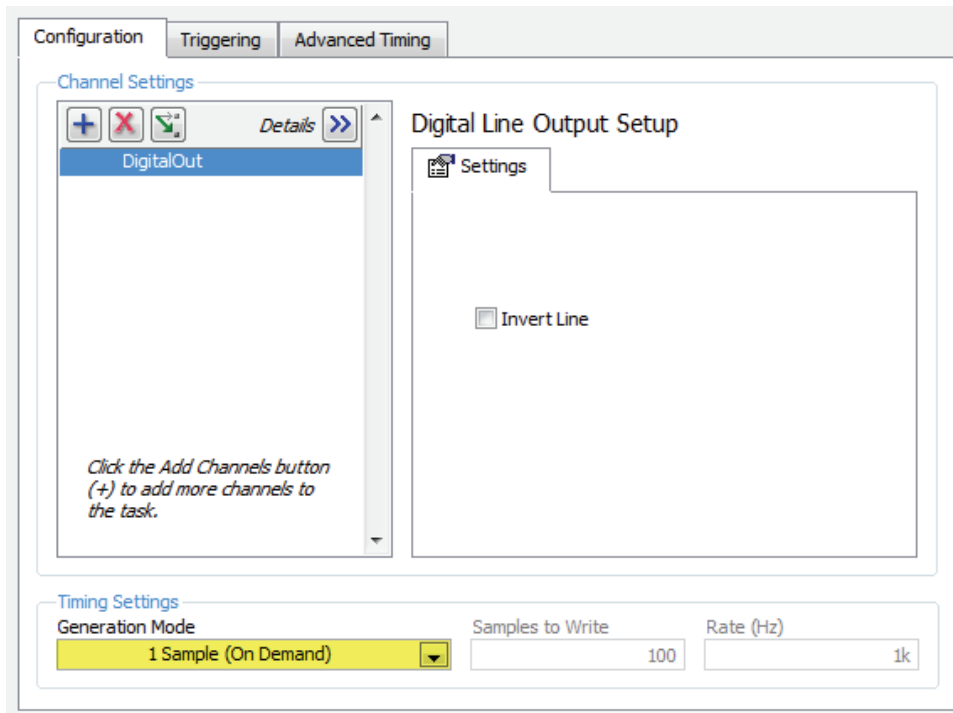 Configuration
Triggering
Advanced Timing
Channel Settings
Details
DigitalOut
Click the Add Channels button
(+) to add more channels to
the task.
Digital Line Output Setup
Settings
Invert Line
Timing Settings
Generation Mode
Samples to Write
Rate (Hz)
1 Sample (On Demand)
100
1k